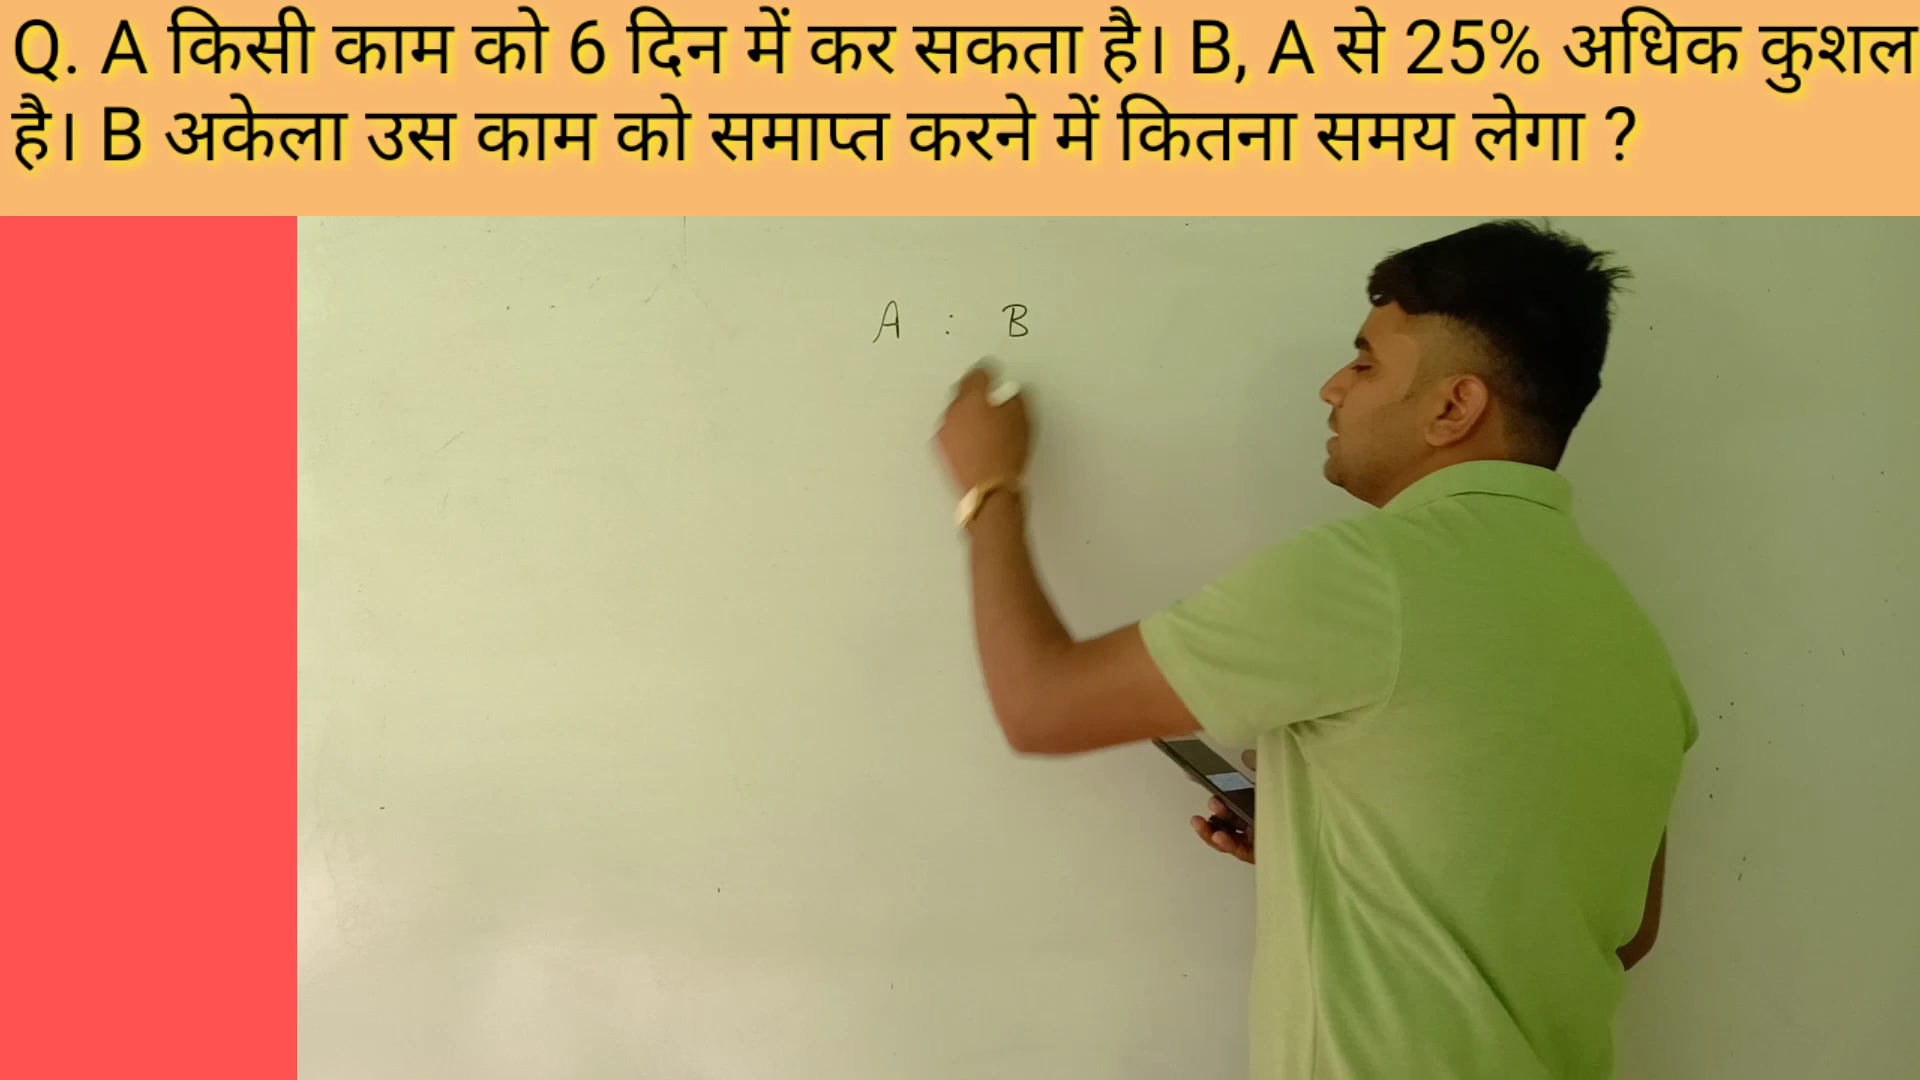 Q. A किसी काम को 6 दिन में कर सकता है। B, A से 25% अधिक कुशल
है। B अकेला उस काम को समाप्त करने में कितना समय लेगा ?
A : B